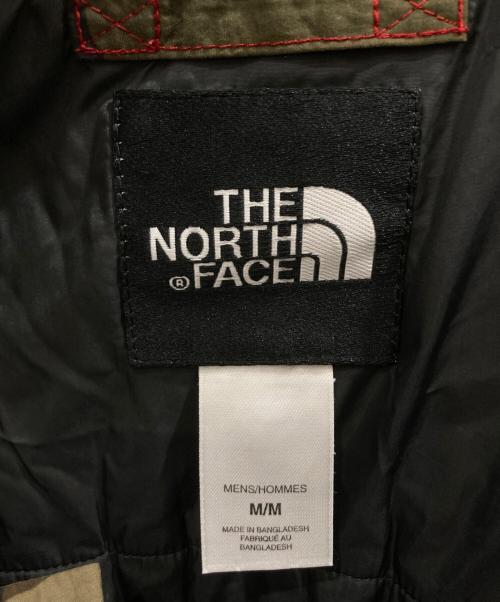 THE
NORTH
® FACE
MENS/HOMMES
M/M
MADE IN BANGLADESH
FABRIQUÉ AU
BANGLADESH